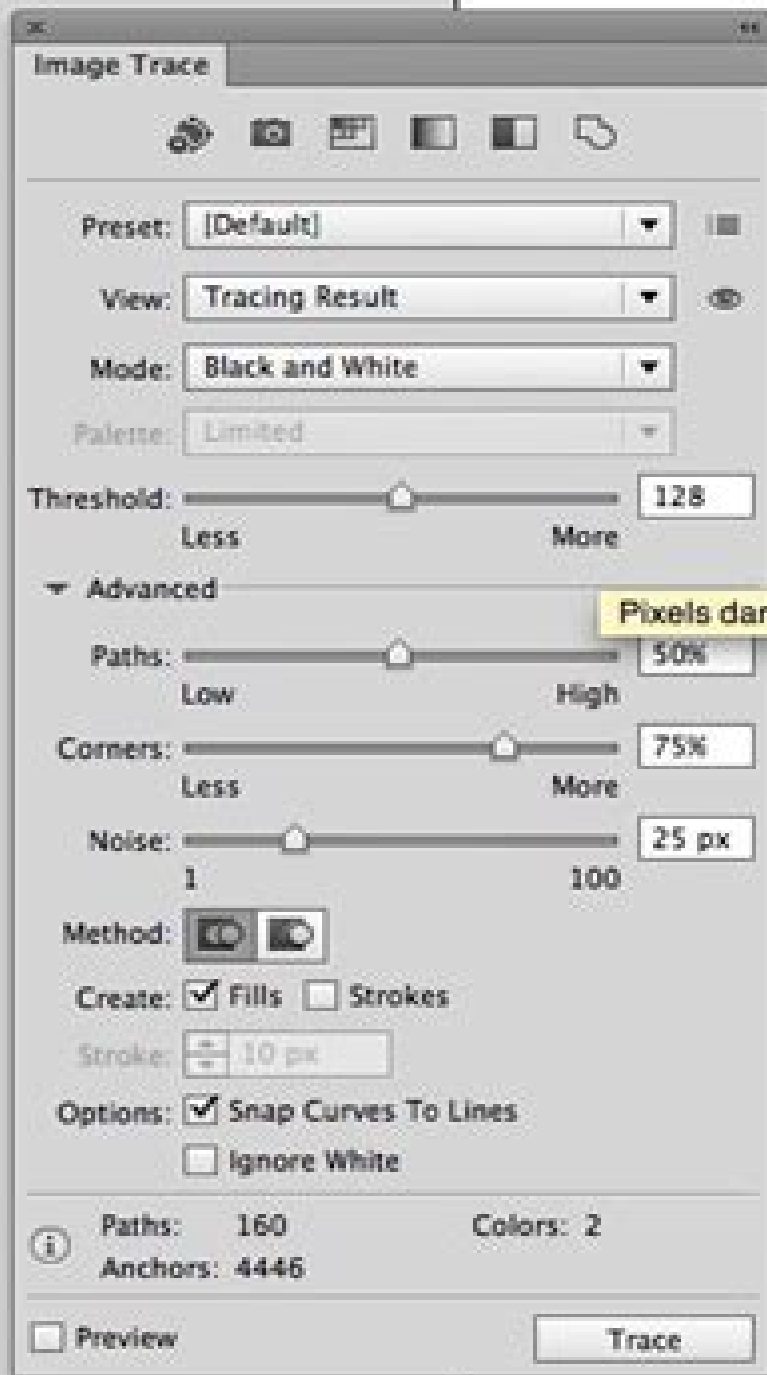 Image Trace
Preset: [Default]
View: Tracing Result
Mode: Black and White
Palette: Limited
Threshold: 128
Less More
Advanced
Pixels dar
Paths: 50%
Low High
Corners: 75%
Less More
Noise: 25 px
1 100
Method:
Create: Fills Strokes
Stroke: 10 px
Options: Snap Curves To Lines
Ignore White
Paths: 160 Colors: 2
Anchors: 4446
Preview Trace